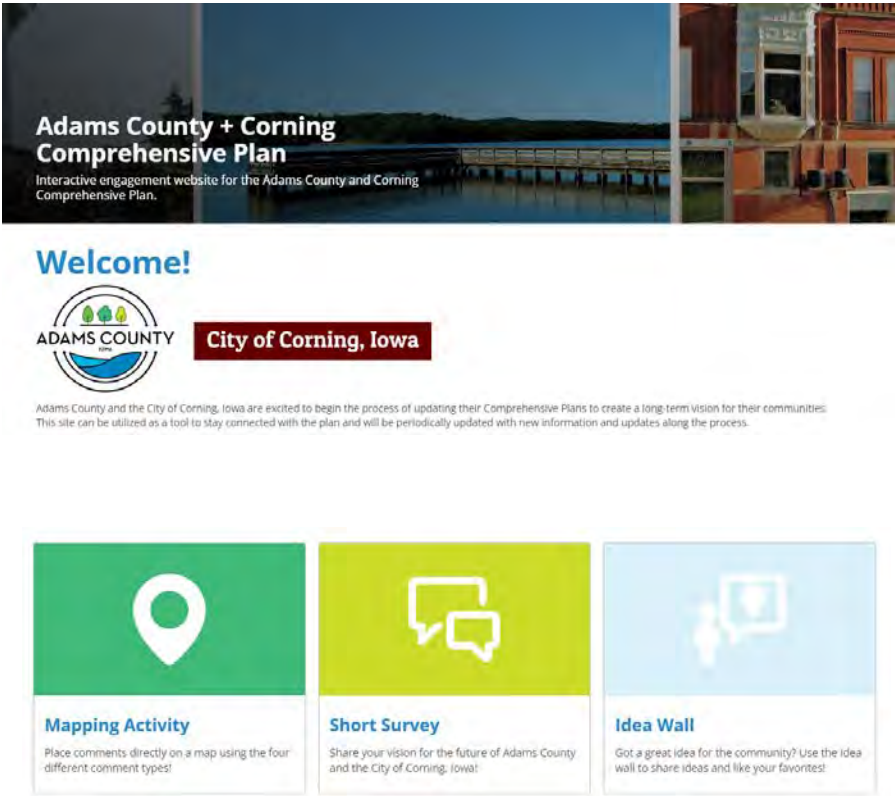 Adams County + Corning
Comprehensive Plan
Interactive engagement website for the Adams County and Corning
Comprehensive Plan.
Welcome!
ADAMS COUNTY
IOWA
City of Corning, Iowa
Adams County and the City of Corning, Iowa are excited to begin the process of updating their Comprehensive Plans to create a long-term vision for their communities.
This site can be utilized as a tool to stay connected with the plan and will be periodically updated with new information and updates along the process.
Mapping Activity
Place comments directly on a map using the four
different comment types!
Short Survey
Share your vision for the future of Adams County
and the City of Corning, Iowa!
Idea Wall
Got a great idea for the community? Use the idea
wall to share ideas and like your favorites!